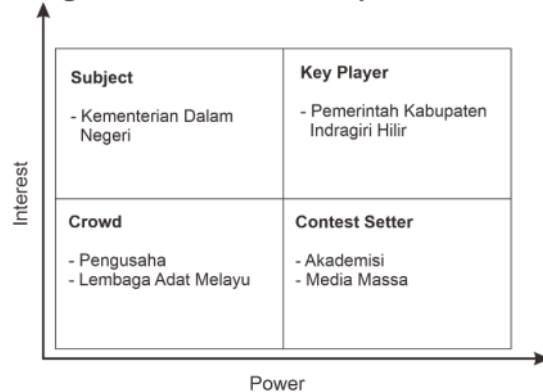 Subject
- Kementerian Dalam
Negeri
Key Player
- Pemerintah Kabupaten
Indragiri Hilir
Crowd
- Pengusaha
- Lembaga Adat Melayu
Contest Setter
- Akademisi
- Media Massa
Interest
Power